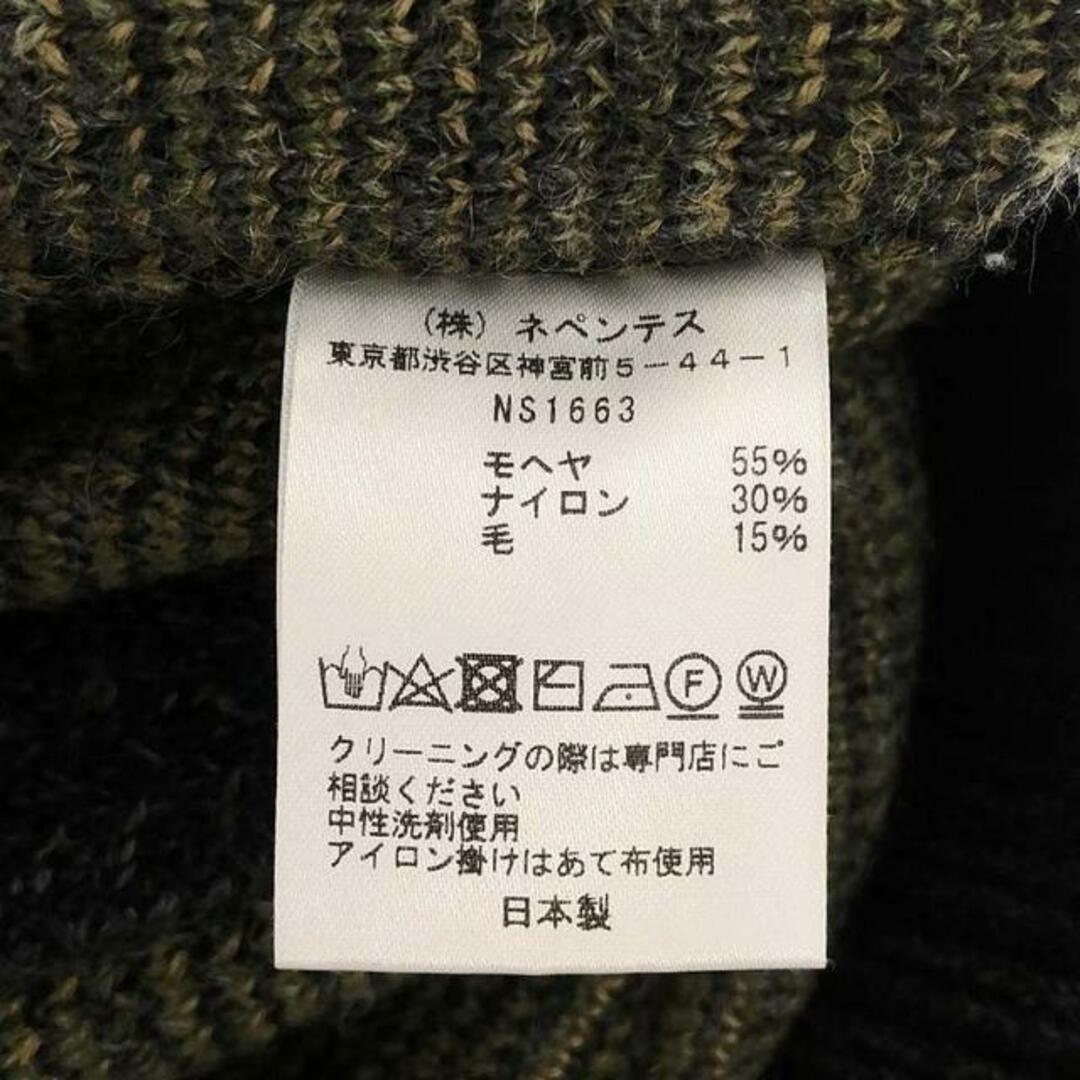 (株) ネペンテス
東京都渋谷区神宮前5-44-1
NS1663
モヘヤ 55%
ナイロン 30%
毛 15%
F W
クリーニングの際は専門店にご
相談ください
中性洗剤使用
アイロン掛けはあて布使用
日本製